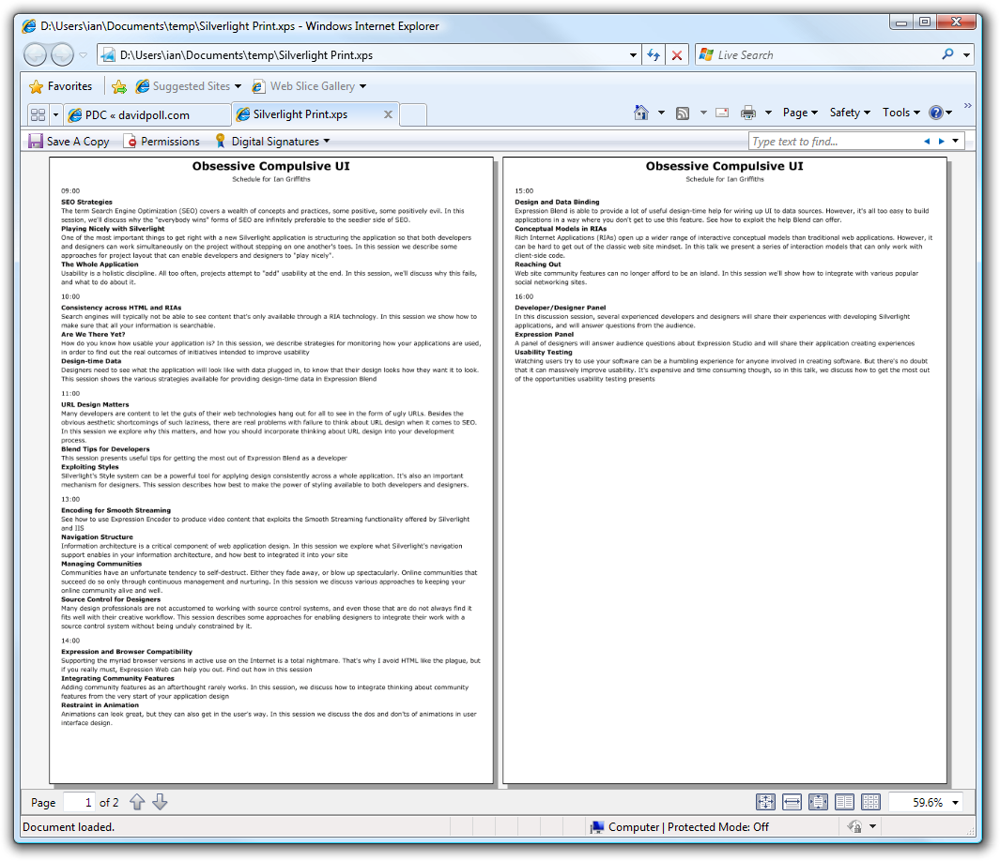 D:\Users\ian\Documents\temp\Silverlight Print.xps - Windows Internet Explorer
D:\Users\ian\Documents\temp\Silverlight Print.xps
Live Search
Favorites
Suggested Sites
Web Slice Gallery
PDC « davidpoll.com
Silverlight Print.xps
Page
Safety
Tools
Save A Copy
Permissions
Digital Signatures
Type text to find...
Obsessive Compulsive UI
Schedule for Ian Griffiths
09:00
SEO Strategies
The term Search Engine Optimization (SEO) covers a wealth of concepts and practices, some positive, some positively evil. In this
session, we'll discuss why the "everybody wins" forms of SEO are infinitely preferable to the seedier side of SEO.
Playing Nicely with Silverlight
One of the most important things to get right with a new Silverlight application is structuring the application so that both developers
and designers can work simultaneously on the project without stepping on one another's toes. In this session we describe some
approaches for project layout that can enable developers and designers to "play nicely".
The Whole Application
Usability is a holistic discipline. All too often, projects attempt to "add" usability at the end. In this session, we'll discuss why this fails,
and what to do about it.
10:00
Consistency across HTML and RIAs
Search engines will typically not be able to see content that's only available through a RIA technology. In this session we show how to
make sure that all your information is searchable.
Are We There Yet?
How do you know how usable your application is? In this session, we describe strategies for monitoring how your applications are used,
in order to find out the real outcomes of initiatives intended to improve usability
Design-time Data
Designers need to see what the application will look like with data plugged in, to know that their design looks how they want it to look.
This session shows the various strategies available for providing design-time data in Expression Blend
11:00
URL Design Matters
Many developers are content to let the guts of their web technologies hang out for all to see in the form of ugly URLs. Besides the
obvious aesthetic shortcomings of such laziness, there are real problems with failure to think about URL design when it comes to SEO.
In this session we explore why this matters, and how you should incorporate thinking about URL design into your development
process.
Blend Tips for Developers
This session presents useful tips for getting the most out of Expression Blend as a developer
Exploiting Styles
Silverlight's Style system can be a powerful tool for applying design consistently across a whole application. It's also an important
mechanism for designers. This session describes how best to make the power of styling available to both developers and designers.
13:00
Encoding for Smooth Streaming
See how to use Expression Encoder to produce video content that exploits the Smooth Streaming functionality offered by Silverlight
and IIS
Navigation Structure
Information architecture is a critical component of web application design. In this session we explore what Silverlight's navigation
support enables in your information architecture, and how best to integrated it into your site
Managing Communities
Communities have an unfortunate tendency to self-destruct. Either they fade away, or blow up spectacularly. Online communities that
succeed do so only through continuous management and nurturing. In this session we discuss various approaches to keeping your
online community alive and well.
Source Control for Designers
Many design professionals are not accustomed to working with source control systems, and even those that are do not always find it
fits well with their creative workflow. This session describes some approaches for enabling designers to integrate their work with a
source control system without being unduly constrained by it.
14:00
Expression and Browser Compatibility
Supporting the myriad browser versions in active use on the Internet is a total nightmare. That's why I avoid HTML like the plague, but
if you really must, Expression Web can help you out. Find out how in this session
Integrating Community Features
Adding community features as an afterthought rarely works. In this session, we discuss how to integrate thinking about community
features from the very start of your application design
Restraint in Animation
Animations can look great, but they can also get in the user's way. In this session we discuss the dos and don'ts of animations in user
interface design.
Obsessive Compulsive UI
Schedule for Ian Griffiths
15:00
Design and Data Binding
Expression Blend is able to provide a lot of useful design-time help for wiring up UI to data sources. However, it's all too easy to build
applications in a way where you don't get to use this feature. See how to exploit the help Blend can offer.
Conceptual Models in RIAs
Rich Internet Applications (RIAs) open up a wider range of interactive conceptual models than traditional web applications. However, it
can be hard to get out of the classic web site mindset. In this talk we present a series of interaction models that can only work with
client-side code.
Reaching Out
Web site community features can no longer afford to be an island. In this session we'll show how to integrate with various popular
social networking sites.
16:00
Developer/Designer Panel
In this discussion session, several experienced developers and designers will share their experiences with developing Silverlight
applications, and will answer questions from the audience.
Expression Panel
A panel of designers will answer audience questions about Expression Studio and will share their application creating experiences
Usability Testing
Watching users try to use your software can be a humbling experience for anyone involved in creating software. But there's no doubt
that it can massively improve usability. It's expensive and time consuming though, so in this talk, we discuss how to get the most out
of the opportunities usability testing presents
Page 1 of 2
59.6%
Document loaded.
Computer | Protected Mode: Off